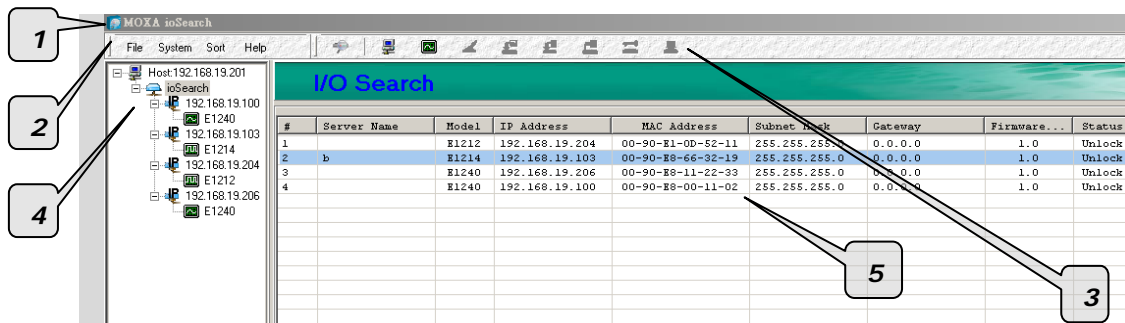 MOXA ioSearch
1
File System Sort Help
2
Host:192.168.19.201
ioSearch
192.168.19.100
E1240
192.168.19.103
E1214
192.168.19.204
E1212
192.168.19.206
E1240
4
I/O Search
# Server Name Model IP Address MAC Address Subnet Mask Gateway Firmware... Status
1 E1212 192.168.19.204 00-90-E1-0D-52-11 255.255.255.0 0.0.0.0 1.0 Unlock
2 b E1214 192.168.19.103 00-90-E8-66-32-19 255.255.255.0 0.0.0.0 1.0 Unlock
3 E1240 192.168.19.206 00-90-E8-11-22-33 255.255.255.0 0.0.0.0 1.0 Unlock
4 E1240 192.168.19.100 00-90-E8-00-11-02 255.255.255.0 0.0.0.0 1.0 Unlock
5
3